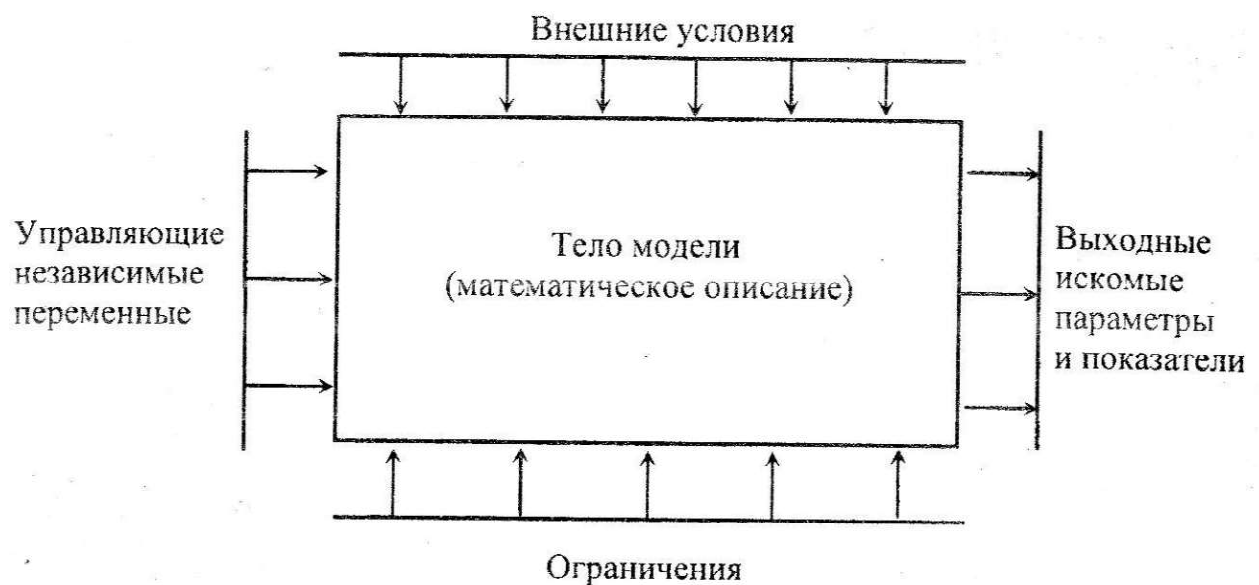 Внешние условия
Управляющие
независимые
переменные
Тело модели
(математическое описание)
Выходные
искомые
параметры
и показатели
Ограничения